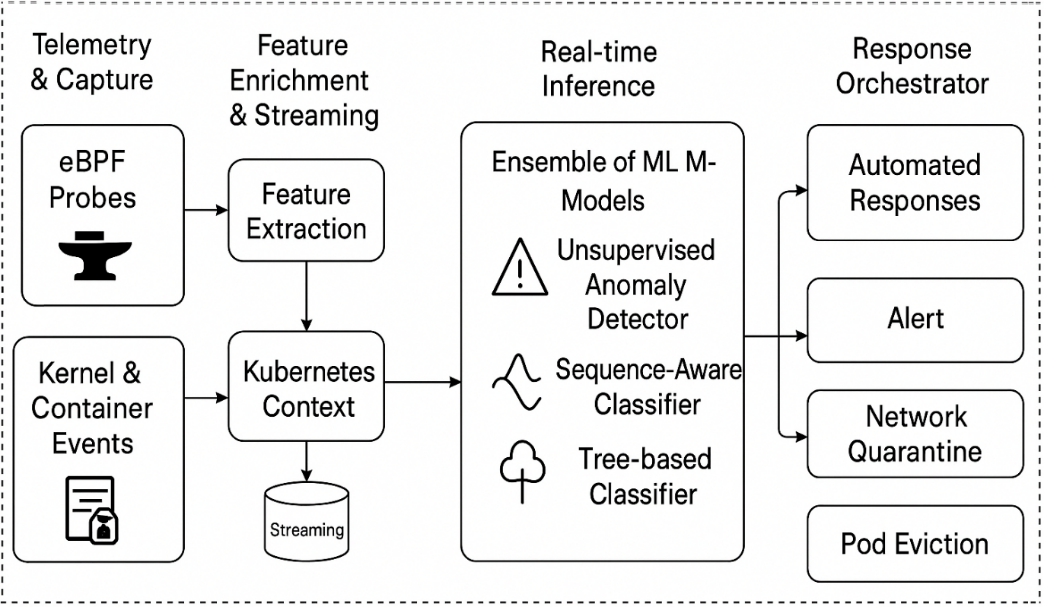 Telemetry
& Capture
eBPF
Probes
Kernel &
Container
Events
Feature
Enrichment
& Streaming
Feature
Extraction
Kubernetes
Context
Streaming
Real-time
Inference
Ensemble of ML M-
Models
Unsupervised
Anomaly
Detector
Sequence-Aware
Classifier
Tree-based
Classifier
Response
Orchestrator
Automated
Responses
Alert
Network
Quarantine
Pod Eviction